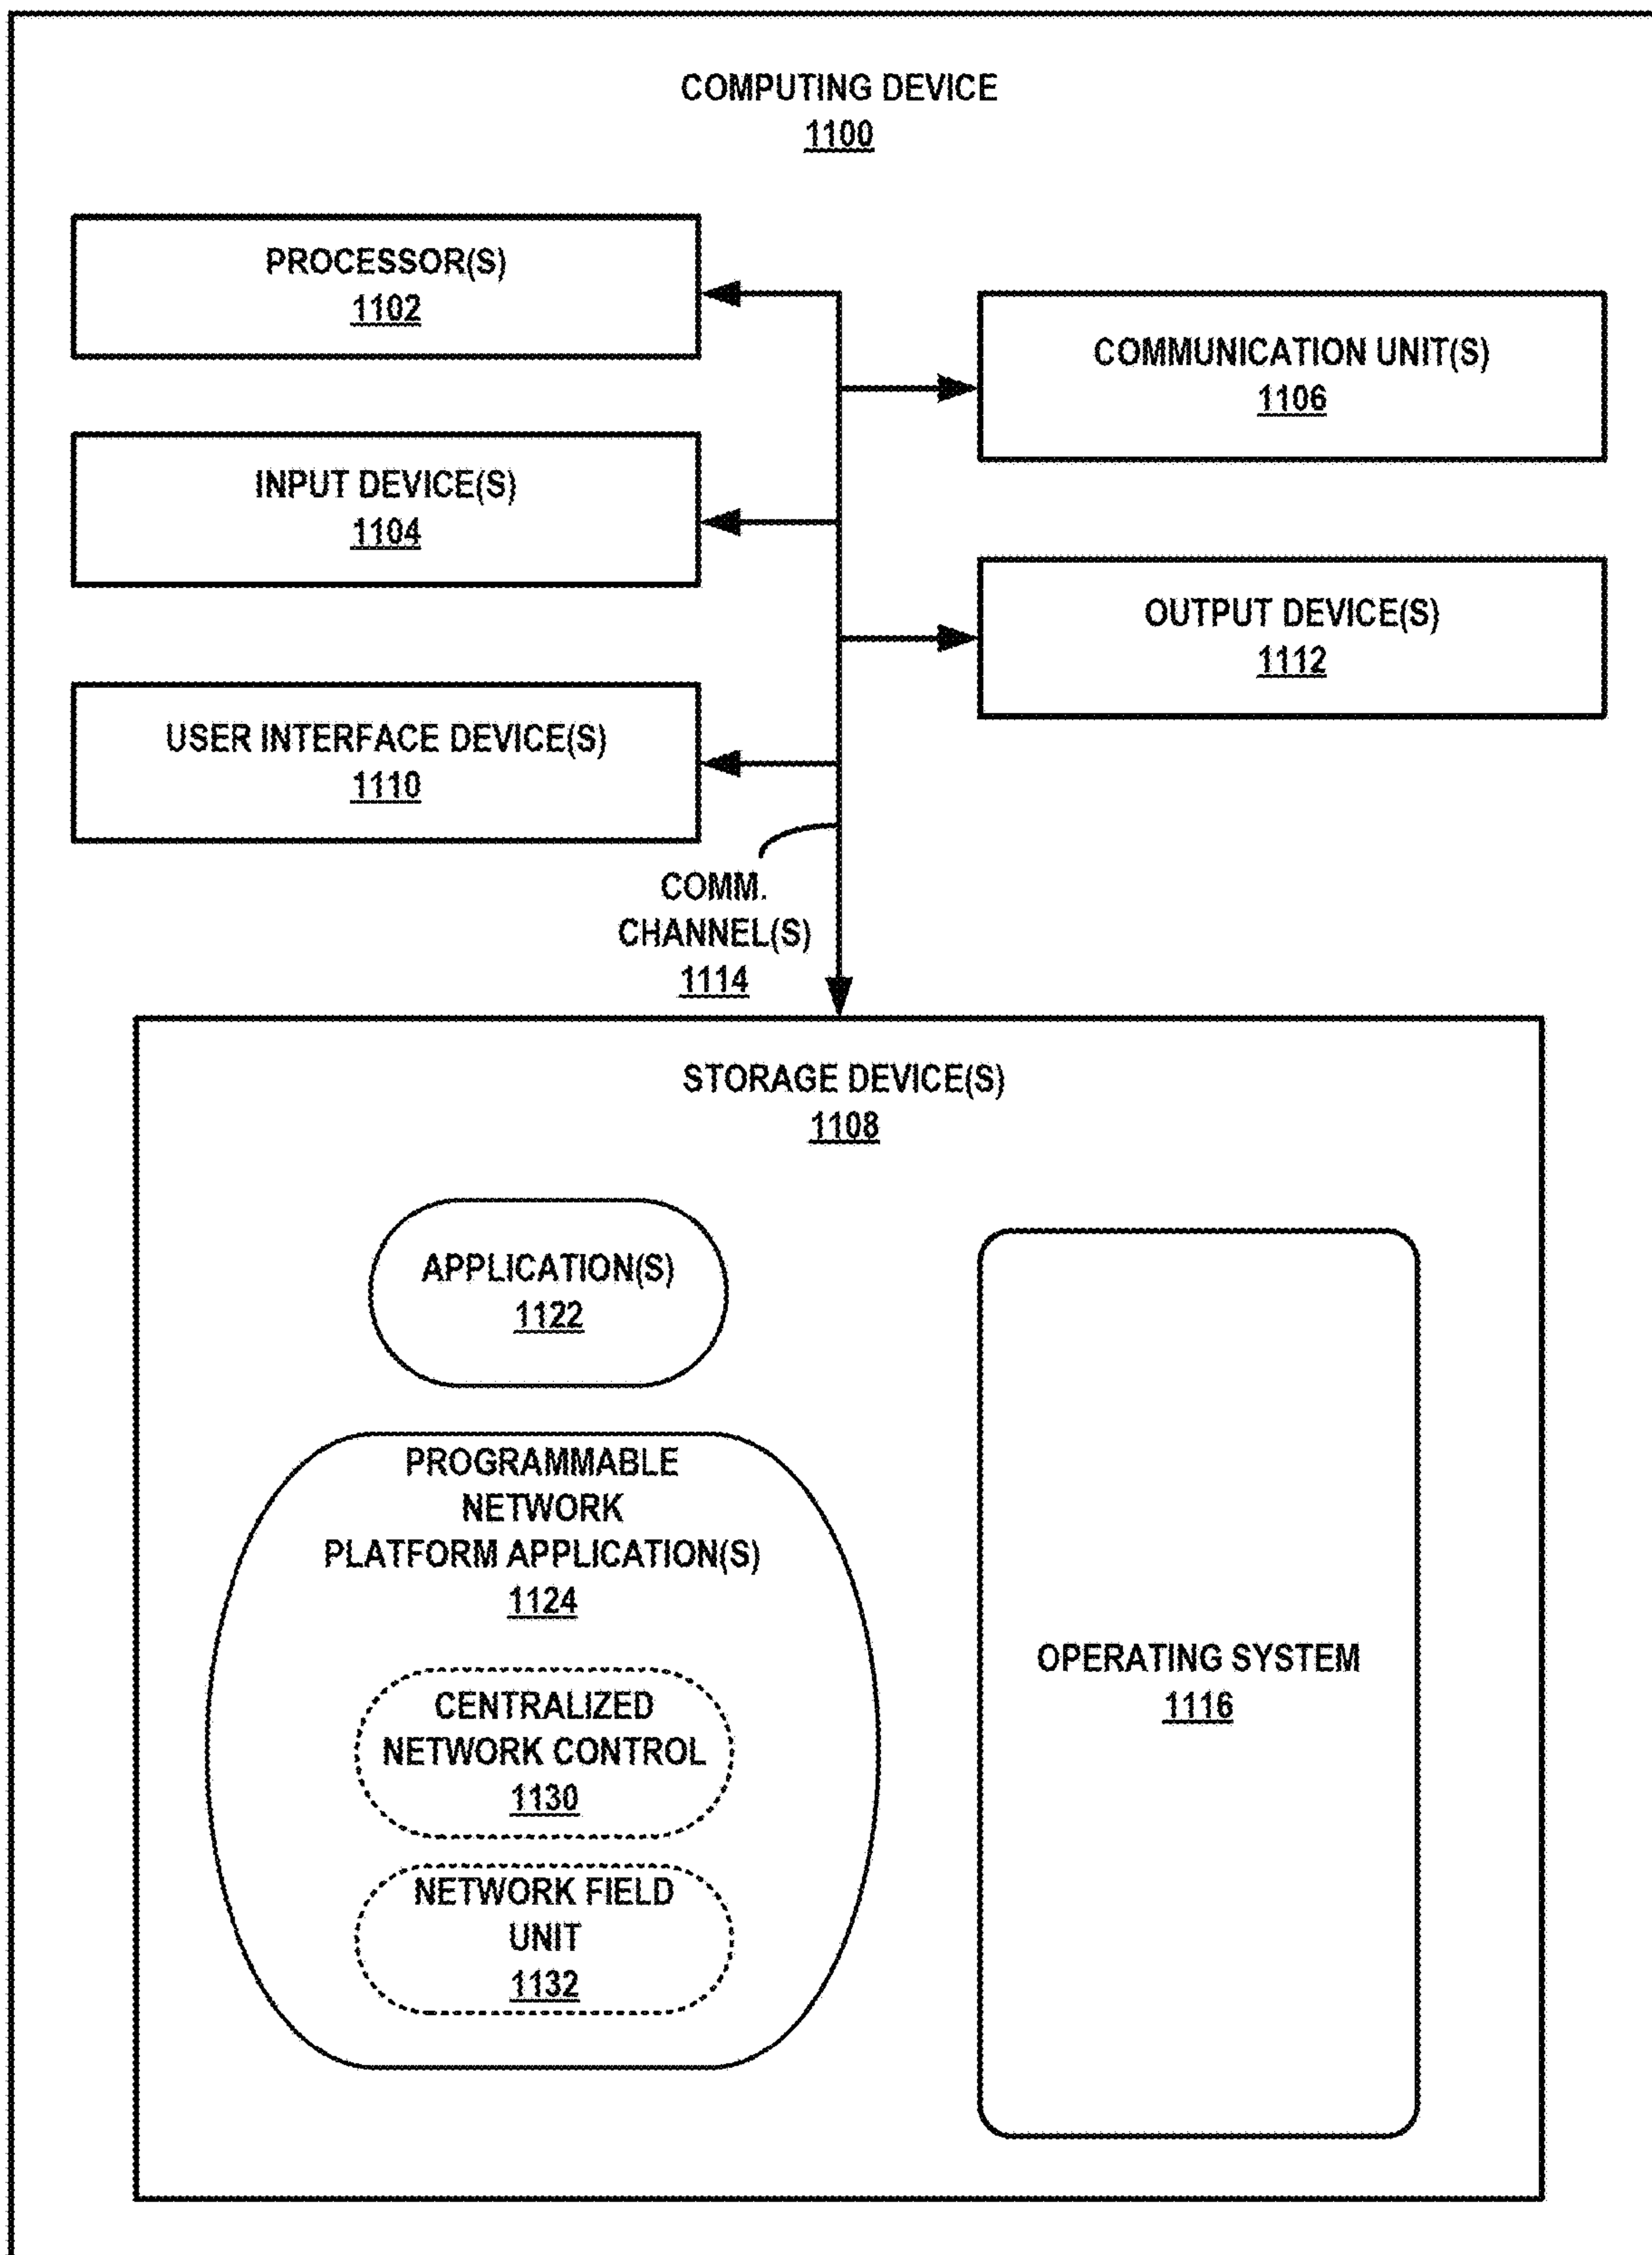 COMPUTING DEVICE
1100
PROCESSOR(S)
1102
COMMUNICATION UNIT(S)
1106
INPUT DEVICE(S)
1104
OUTPUT DEVICE(S)
1112
USER INTERFACE DEVICE(S)
1110
COMM.
CHANNEL(S)
1114
STORAGE DEVICE(S)
1108
APPLICATION(S)
1122
PROGRAMMABLE
NETWORK
PLATFORM APPLICATION(S)
1124
CENTRALIZED
NETWORK CONTROL
1130
NETWORK FIELD
UNIT
1132
OPERATING SYSTEM
1116